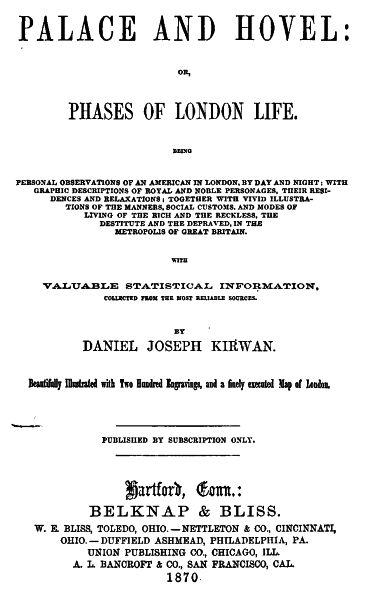 PALACE AND HOVEL:
OR,
PHASES OF LONDON LIFE.
BEING
PERSONAL OBSERVATIONS OF AN AMERICAN IN LONDON, BY DAY AND NIGHT; WITH
GRAPHIC DESCRIPTIONS OF ROYAL AND NOBLE PERSONAGES, THEIR RESI-
DENCES AND RELAXATIONS; TOGETHER WITH VIVID ILLUSTRA-
TIONS OF THE MANNERS, SOCIAL CUSTOMS, AND MODES OF
LIVING OF THE RICH AND THE RECKLESS, THE
DESTITUTE AND THE DEPRAVED, IN THE
METROPOLIS OF GREAT BRITAIN.
WITH
VALUABLE STATISTICAL INFORMATION,
COLLECTED FROM THE MOST RELIABLE SOURCES.
BY
DANIEL JOSEPH KIRWAN.
Beautifully Illustrated with Two Hundred Engravings, and a finely executed Map of London.
PUBLISHED BY SUBSCRIPTION ONLY.
Hartford, Conn.:
BELKNAP & BLISS.
W. E. BLISS, TOLEDO, OHIO.—NETTLETON & CO., CINCINNATI,
OHIO.—DUFFIELD ASHMEAD, PHILADELPHIA, PA.
UNION PUBLISHING CO., CHICAGO, ILL.
A. L. BANCROFT & CO., SAN FRANCISCO, CAL.
1870.